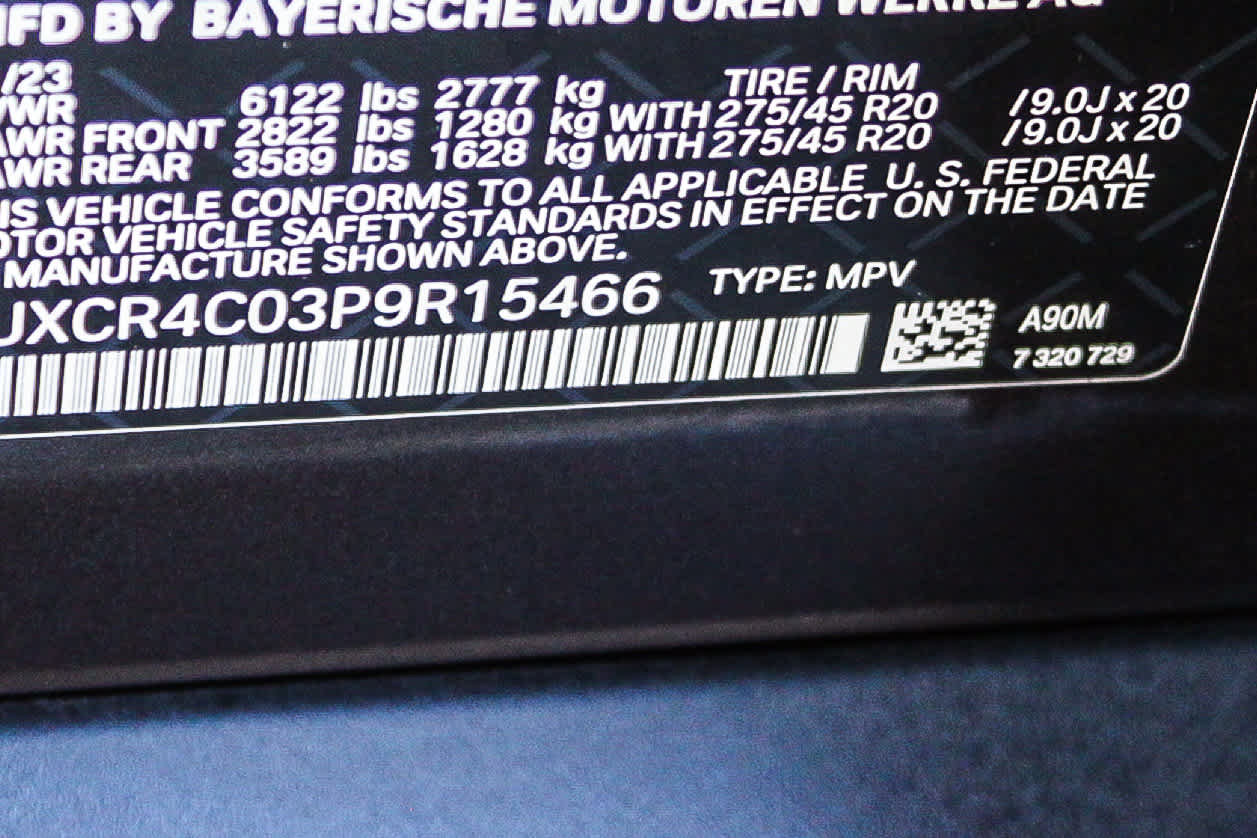 MFD BY BAYERISCHE MOTOREN WERKE AG
/23
VWR 6122 lbs 2777 kg TIRE / RIM
AWR FRONT 2822 lbs 1280 kg WITH 275/45 R20 /9.0J x 20
AWR REAR 3589 lbs 1628 kg WITH 275/45 R20 /9.0J x 20
IS VEHICLE CONFORMS TO ALL APPLICABLE U. S. FEDERAL
OTOR VEHICLE SAFETY STANDARDS IN EFFECT ON THE DATE
MANUFACTURE SHOWN ABOVE.
UXCR4C03P9R15466 TYPE: MPV
A90M
7 320 729